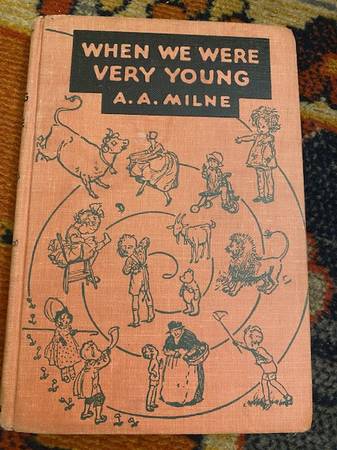 WHEN WE WERE
VERY YOUNG
A. A. MILNE